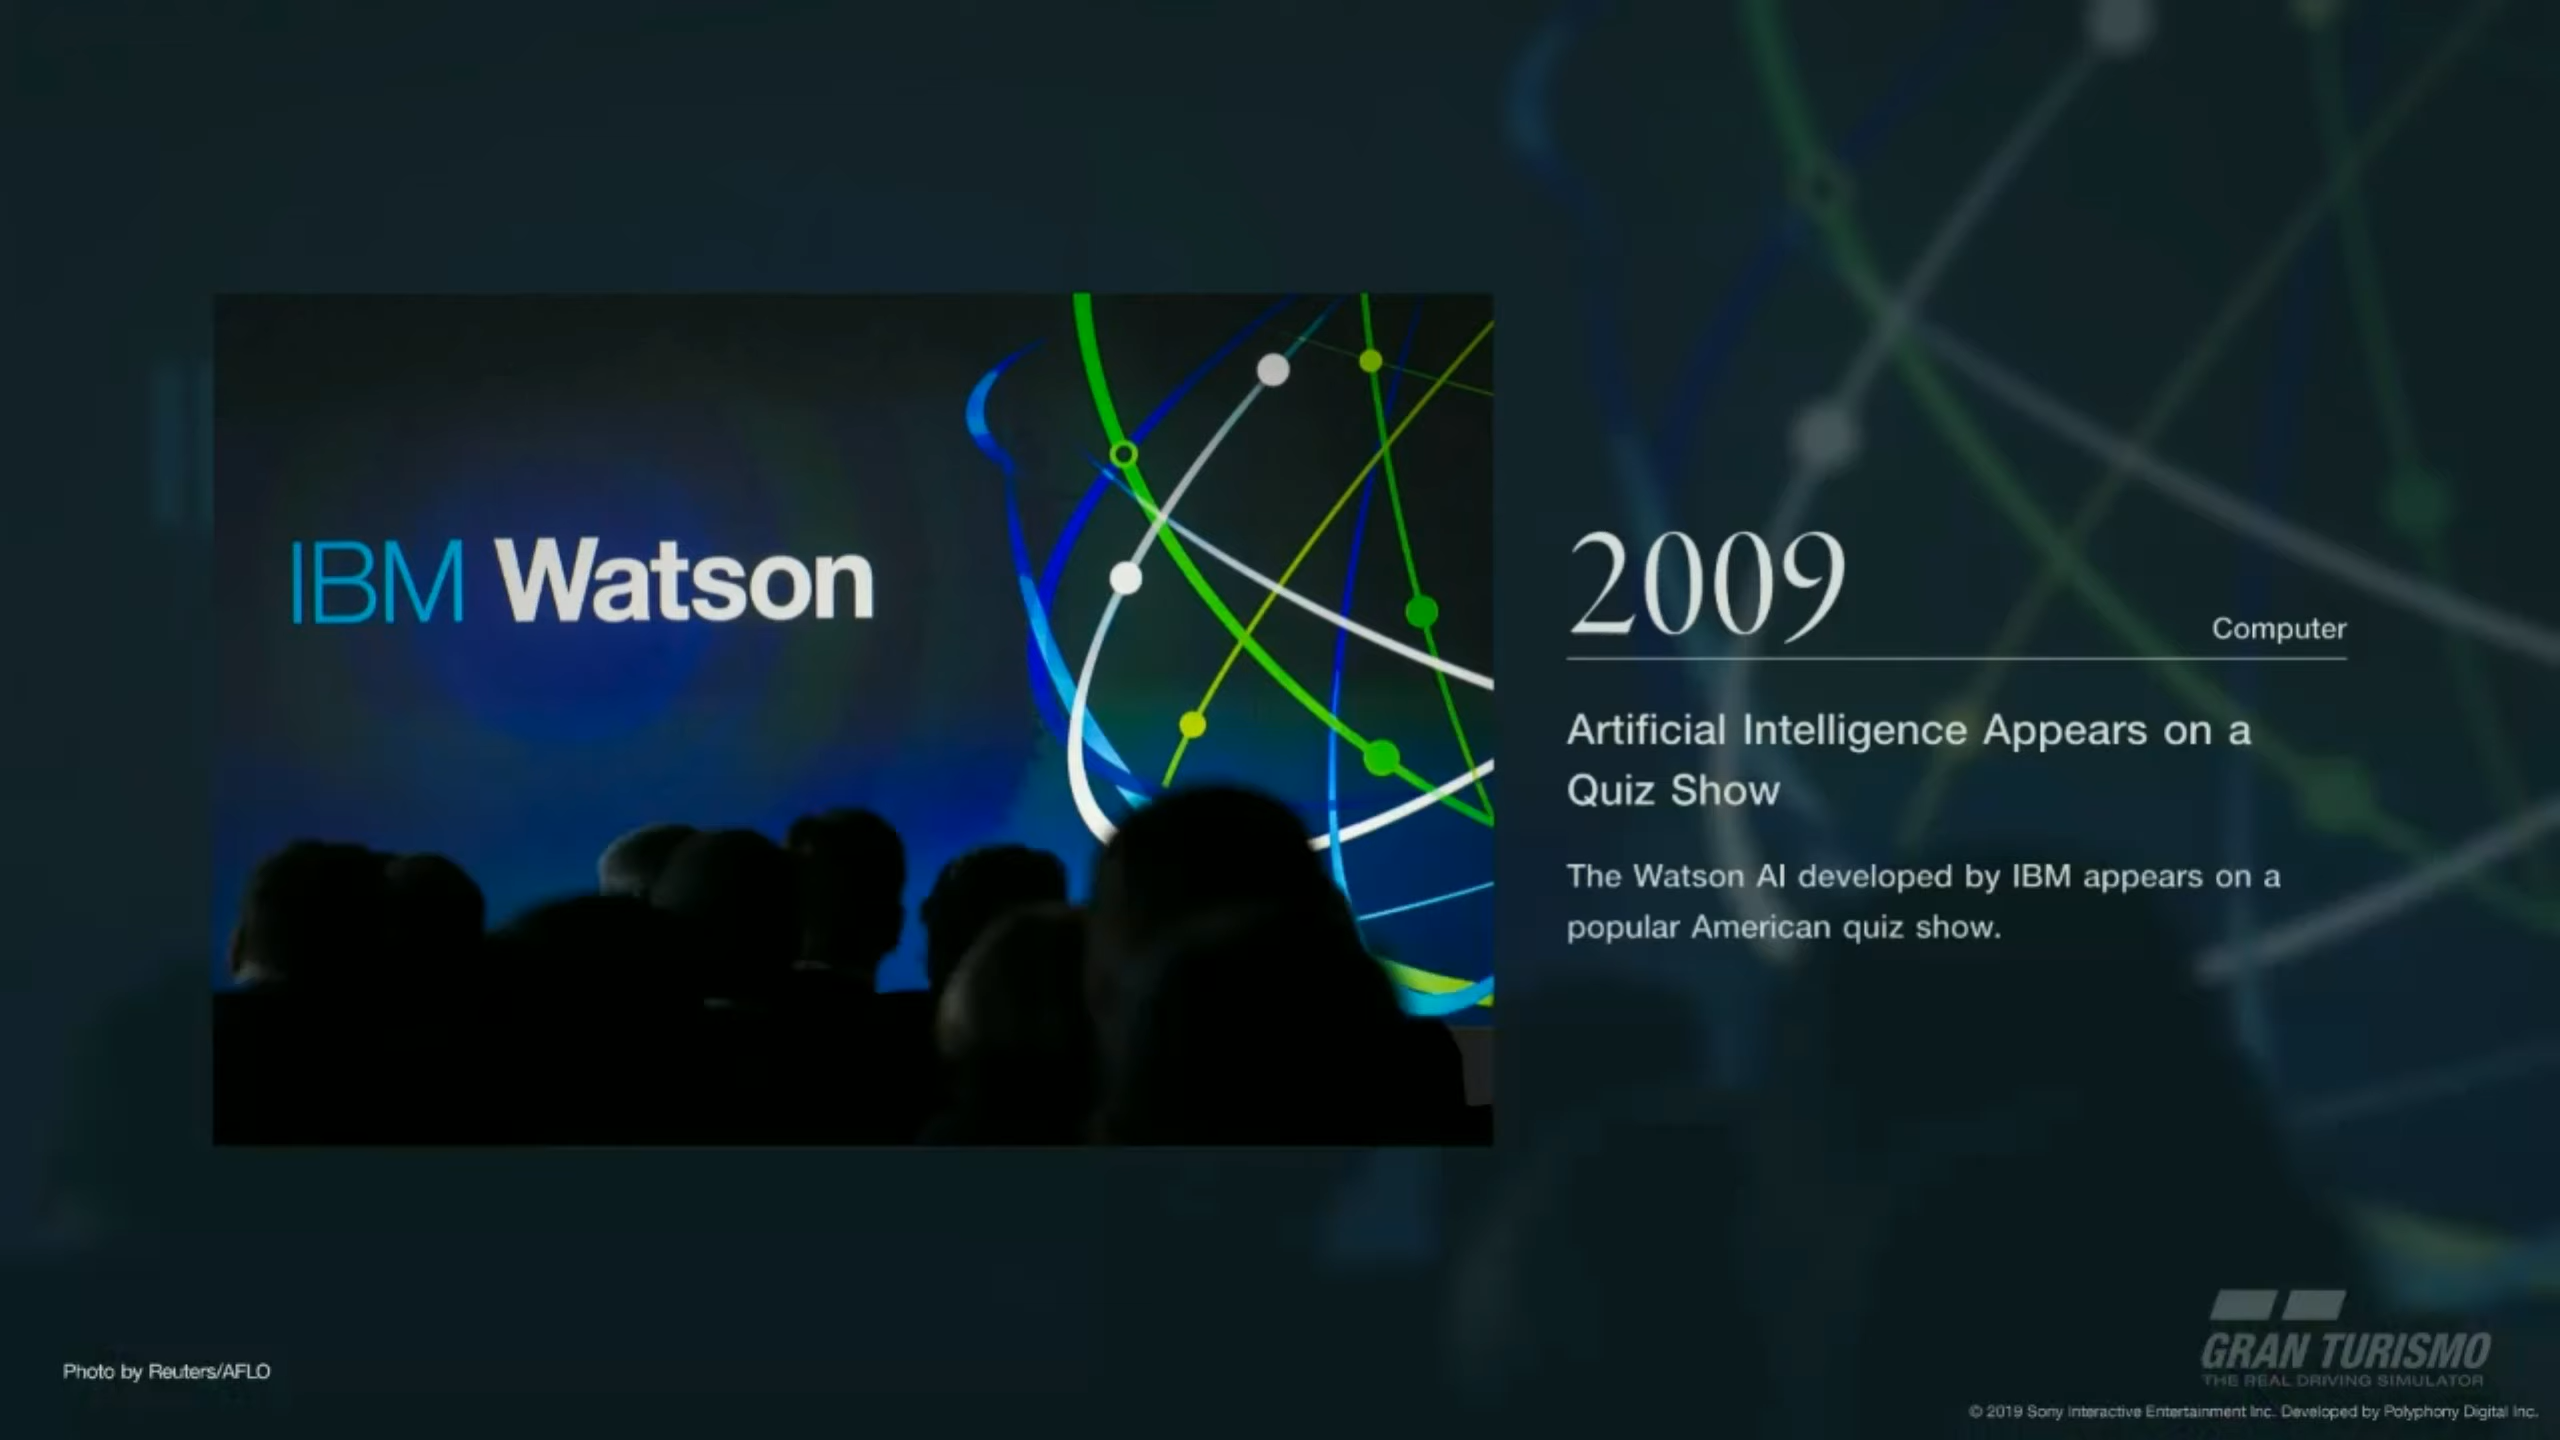 IBM Watson
2009
Computer
Artificial Intelligence Appears on a
Quiz Show
The Watson AI developed by IBM appears on a
popular American quiz show.
Photo by Reuters/AFLO
GRAN TURISMO
THE REAL DRIVING SIMULATOR
© 2019 Sony Interactive Entertainment Inc. Developed by Polyphony Digital Inc.